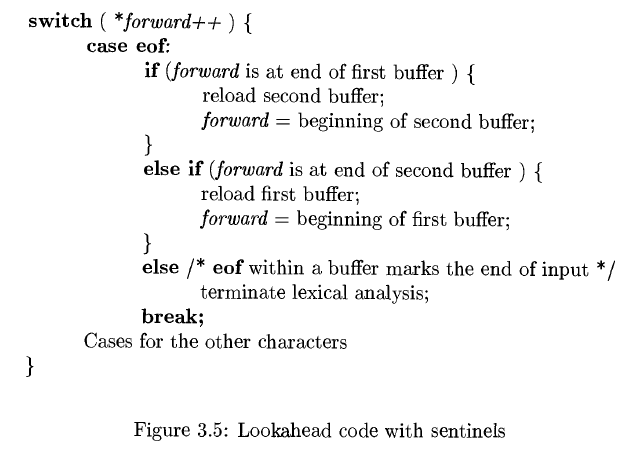 switch ( *forward++ ) {
case eof:
if (forward is at end of first buffer ) {
reload second buffer;
forward = beginning of second buffer;
}
else if (forward is at end of second buffer ) {
reload first buffer;
forward = beginning of first buffer;
}
else /* eof within a buffer marks the end of input */
terminate lexical analysis;
break;
Cases for the other characters
}
Figure 3.5: Lookahead code with sentinels